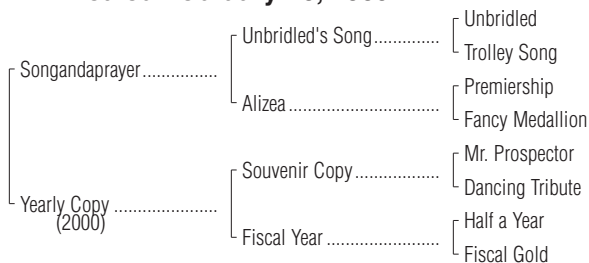 Unbridled
Unbridled's Song..............
Trolley Song
Songandaprayer................
Premiership
Alizea................................
Fancy Medallion
Mr. Prospector
Souvenir Copy..................
Dancing Tribute
Yearly Copy ......................
(2000)
Half a Year
Fiscal Year ........................
Fiscal Gold